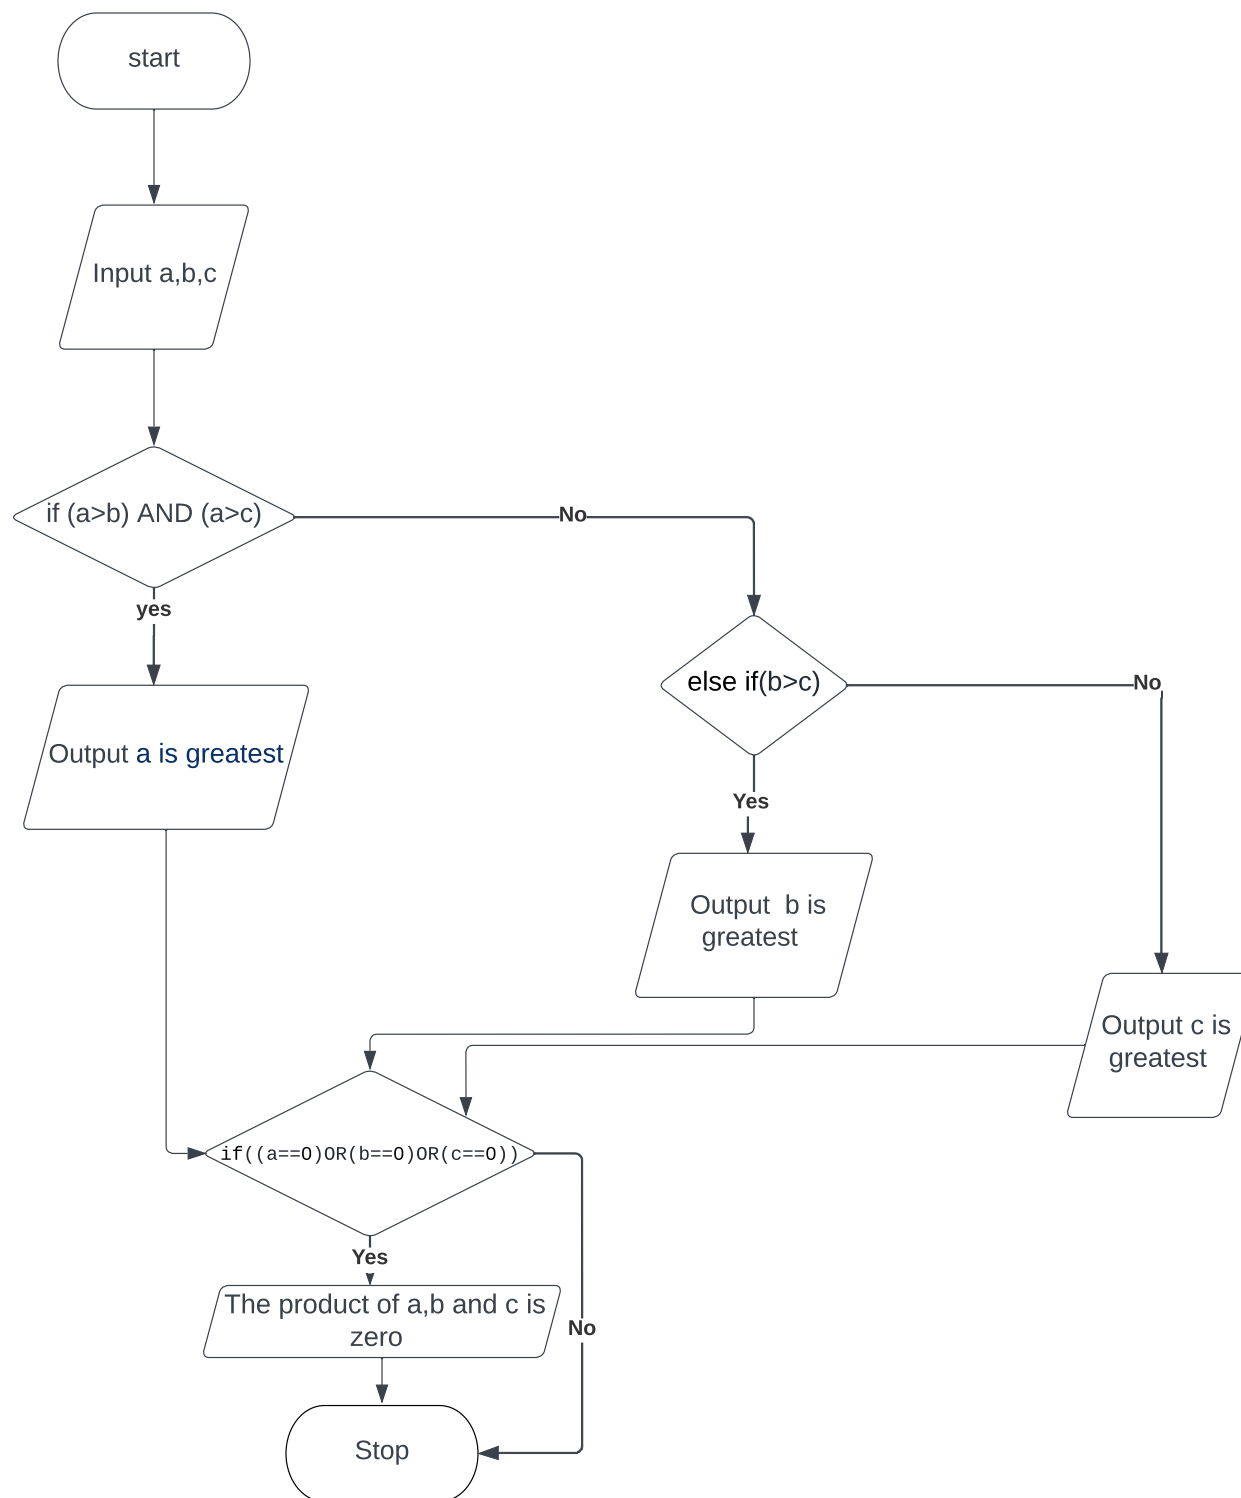 start
Input a,b,c
if (a>b) AND (a>c)
No
yes
else if(b>c)
No
Output a is greatest
Yes
Output  b is
greatest
Output c is
greatest
if((a==0)OR(b==0)OR(c==0))
Yes
The product of a,b and c is
zero
No
Stop